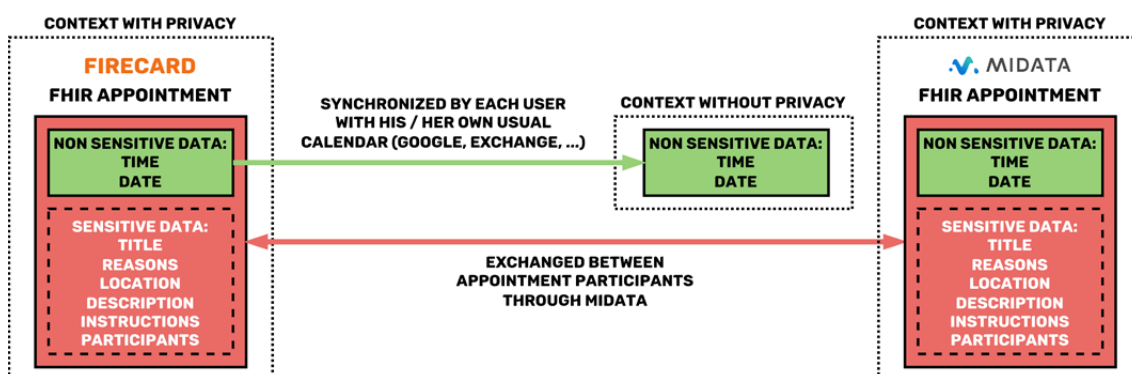 CONTEXT WITH PRIVACY
FIRECARD
FHIR APPOINTMENT
NON SENSITIVE DATA:
TIME
DATE
SENSITIVE DATA:
TITLE
REASONS
LOCATION
DESCRIPTION
INSTRUCTIONS
PARTICIPANTS
SYNCHRONIZED BY EACH USER
WITH HIS / HER OWN USUAL
CALENDAR (GOOGLE, EXCHANGE, ...)
CONTEXT WITHOUT PRIVACY
NON SENSITIVE DATA:
TIME
DATE
EXCHANGED BETWEEN
APPOINTMENT PARTICIPANTS
THROUGH MIDATA
CONTEXT WITH PRIVACY
MIDATA
FHIR APPOINTMENT
NON SENSITIVE DATA:
TIME
DATE
SENSITIVE DATA:
TITLE
REASONS
LOCATION
DESCRIPTION
INSTRUCTIONS
PARTICIPANTS